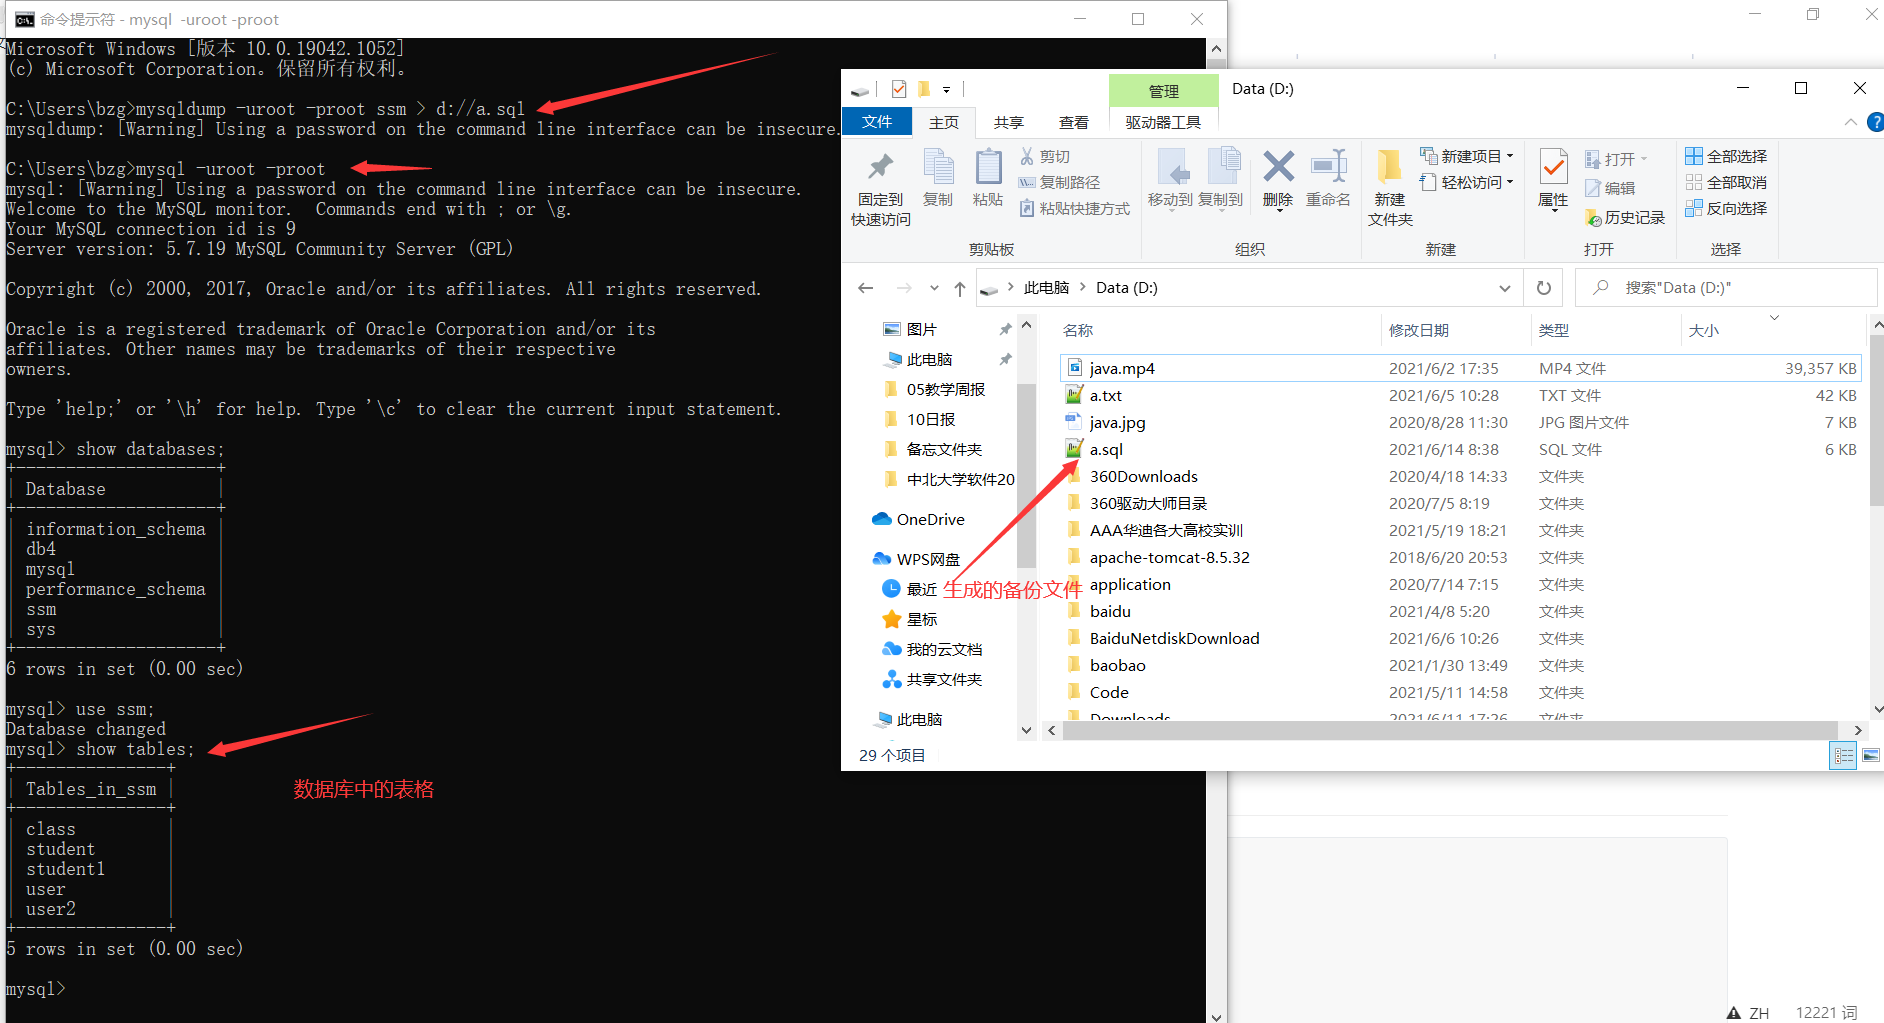 命令提示符 - mysql  -uroot -proot
Microsoft Windows [版本 10.0.19042.1052]
(c) Microsoft Corporation。保留所有权利。
C:\Users\bzg>mysqldump -uroot -proot ssm > d://a.sql
mysqldump: [Warning] Using a password on the command line interface can be insecure.
C:\Users\bzg>mysql -uroot -proot
mysql: [Warning] Using a password on the command line interface can be insecure.
Welcome to the MySQL monitor.  Commands end with ; or \g.
Your MySQL connection id is 9
Server version: 5.7.19 MySQL Community Server (GPL)
Copyright (c) 2000, 2017, Oracle and/or its affiliates. All rights reserved.
Oracle is a registered trademark of Oracle Corporation and/or its
affiliates. Other names may be trademarks of their respective
owners.
Type 'help;' or '\h' for help. Type '\c' to clear the current input statement.
mysql> show databases;
+--------------------+
| Database           |
+--------------------+
| information_schema |
| db4                |
| mysql              |
| performance_schema |
| ssm                |
| sys                |
+--------------------+
6 rows in set (0.00 sec)
mysql> use ssm;
Database changed
mysql> show tables;
+---------------+
| Tables_in_ssm |
+---------------+
| class         |
| student       |
| student1      |
| user          |
| user2         |
+---------------+
5 rows in set (0.00 sec)
mysql>
数据库中的表格
管理
Data (D:)
文件
主页
共享
查看
驱动器工具
固定到
快速访问
复制
粘贴
剪切
复制路径
粘贴快捷方式
剪贴板
移动到
复制到
删除
重命名
组织
新建
文件夹
新建项目
轻松访问
新建
属性
打开
编辑
历史记录
打开
全部选择
全部取消
反向选择
选择
此电脑 > Data (D:)
搜索"Data (D:)"
图片
此电脑
05教学周报
10日报
备忘文件夹
中北大学软件20
OneDrive
WPS网盘
最近
星标
我的云文档
共享文件夹
此电脑
生成的备份文件
名称 修改日期 类型 大小
java.mp4 2021/6/2 17:35 MP4 文件 39,357 KB
a.txt 2021/6/5 10:28 TXT 文件 42 KB
java.jpg 2020/8/28 11:30 JPG 图片文件 7 KB
a.sql 2021/6/14 8:38 SQL 文件 6 KB
360Downloads 2020/4/18 14:33 文件夹
360驱动大师目录 2020/7/5 8:19 文件夹
AAA华迪各大高校实训 2021/5/19 18:21 文件夹
apache-tomcat-8.5.32 2018/6/20 20:53 文件夹
application 2020/7/14 7:15 文件夹
baidu 2021/4/8 5:20 文件夹
BaiduNetdiskDownload 2021/6/6 10:26 文件夹
baobao 2021/1/30 13:49 文件夹
Code 2021/5/11 14:58 文件夹
Downloads 2021/6/11 17:26 文件夹
29 个项目
ZH
12221 词